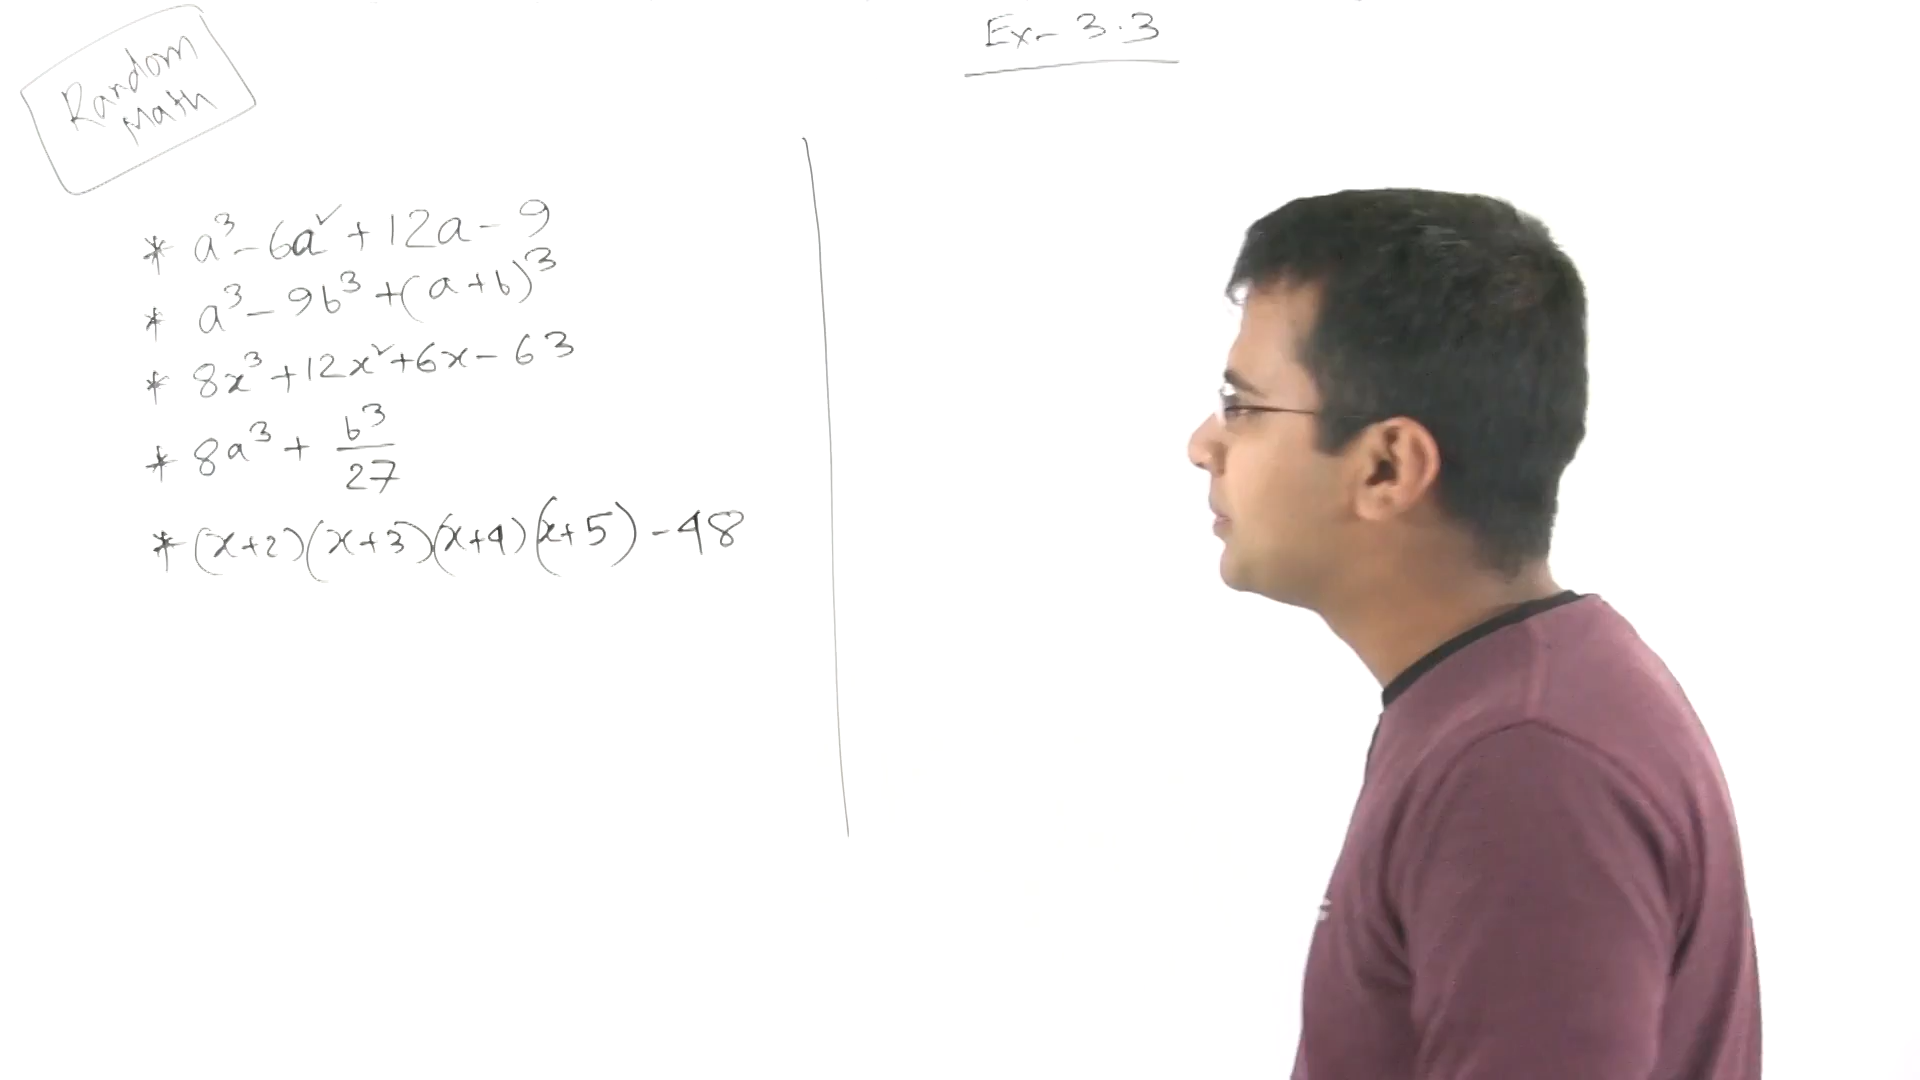 Random
Math
Ex- 3.3
* a³ - 6a² + 12a - 9
* a³ - 9b³ + (a+b)³
* 8x³ + 12x² + 6x - 63
* 8a³ + b³/27
* (x+2)(x+3)(x+4)(x+5) - 48